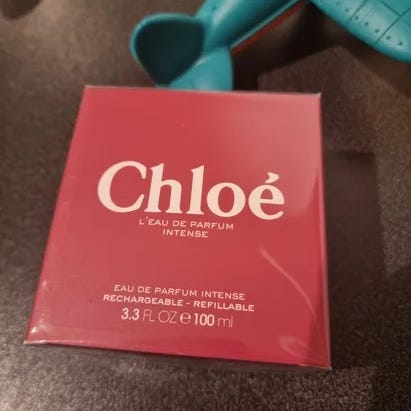 Chloé
L'EAU DE PARFUM
INTENSE
EAU DE PARFUM INTENSE
RECHARGEABLE - REFILLABLE
3.3 FL OZ ℮ 100 ml